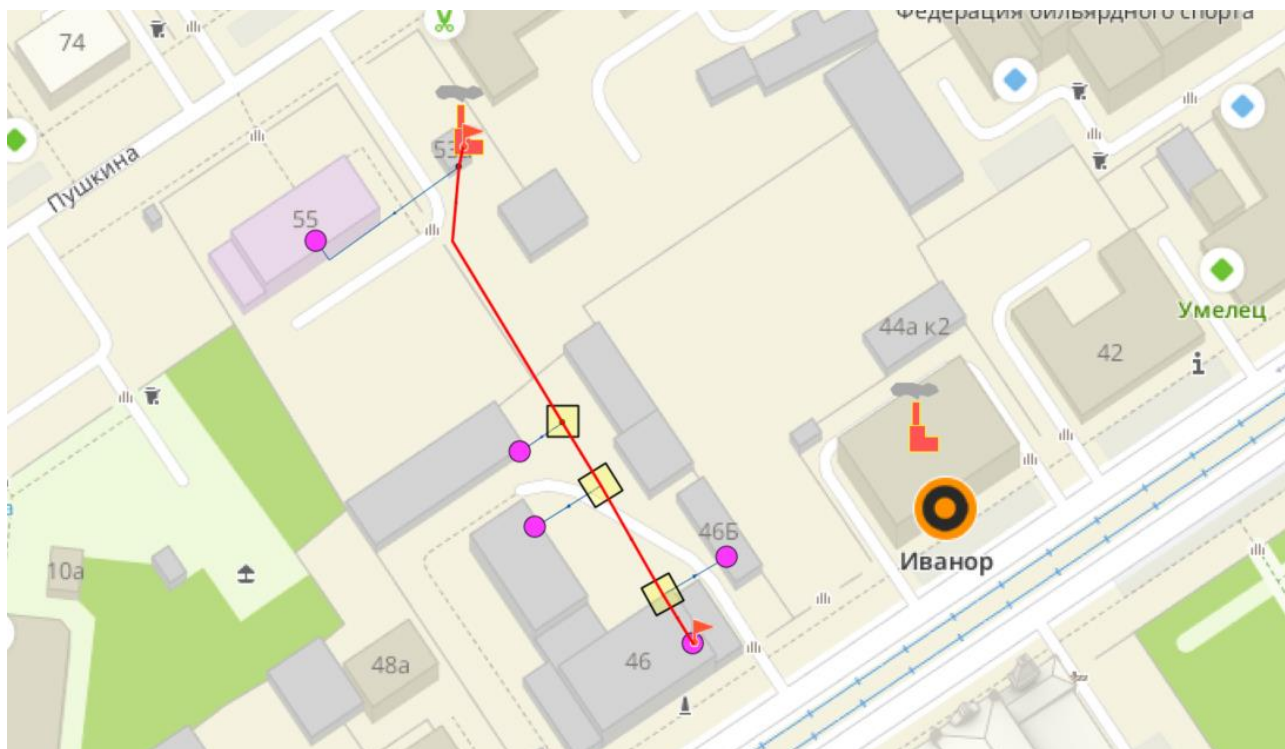 Федерация бильярдного спорта
74
Пушкина
55
Умелец
44а к2
42
46Б
Иванор
10а
48а
46